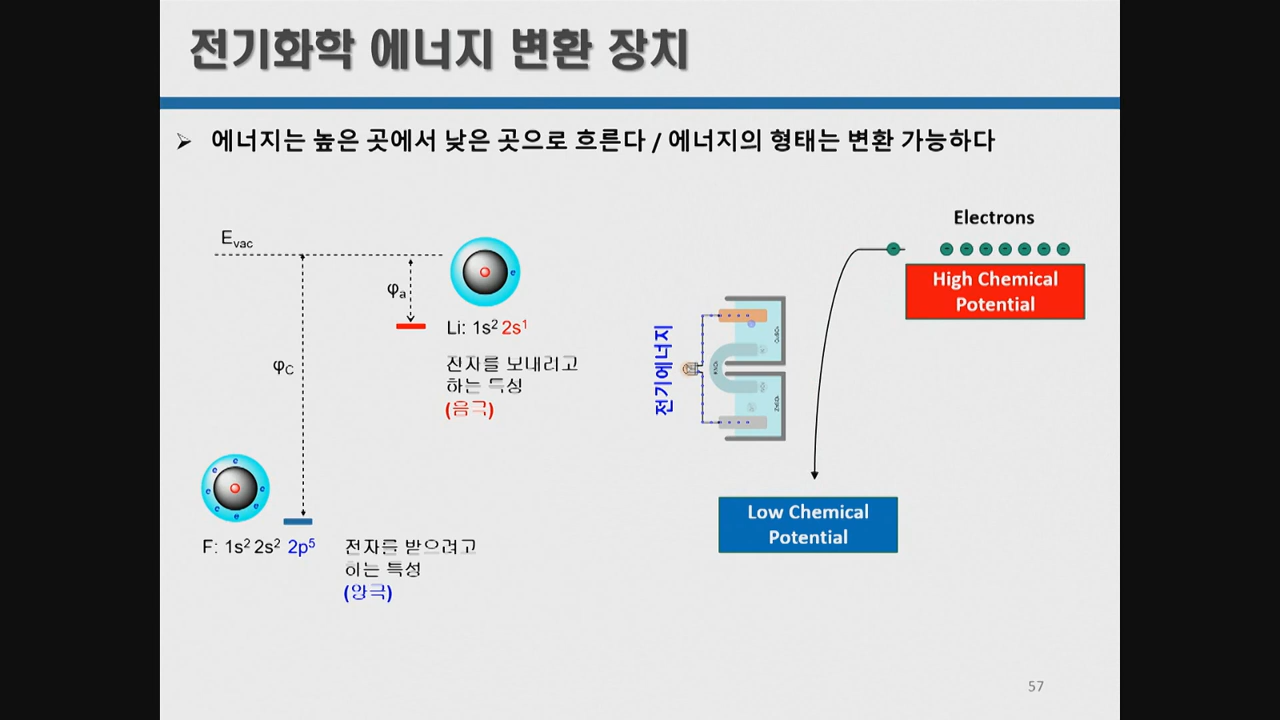 전기화학 에너지 변환 장치
➢ 에너지는 높은 곳에서 낮은 곳으로 흐른다 / 에너지의 형태는 변환 가능하다
Evac
φa
φC
Li: 1s² 2s¹
전자를 보내려고
하는 특성
(음극)
F: 1s² 2s² 2p⁵
전자를 받으려고
하는 특성
(양극)
전기에너지
Electrons
High Chemical
Potential
Low Chemical
Potential
57